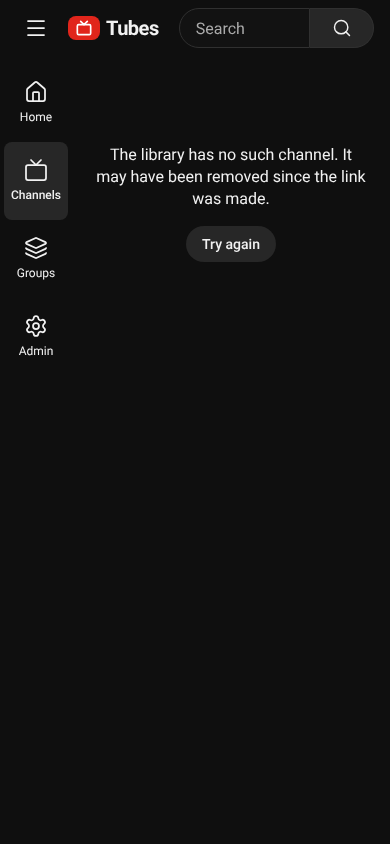 Tubes
Search
Home
Channels
Groups
Admin
The library has no such channel. It
may have been removed since the link
was made.
Try again